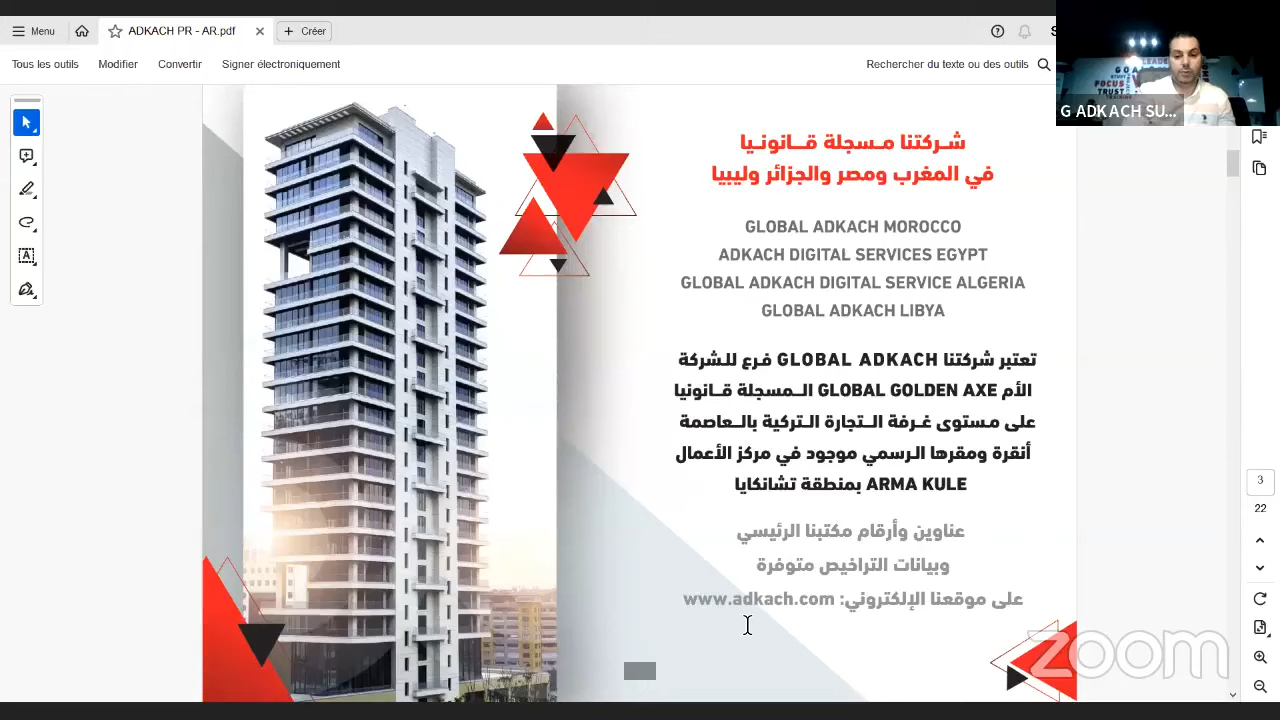 Menu
ADKACH PR - AR.pdf
Créer
Tous les outils
Modifier
Convertir
Signer électroniquement
Rechercher du texte ou des outils
G ADKACH SU...
شركتنا مسجلة قانونيا
في المغرب ومصر والجزائر وليبيا
GLOBAL ADKACH MOROCCO
ADKACH DIGITAL SERVICES EGYPT
GLOBAL ADKACH DIGITAL SERVICE ALGERIA
GLOBAL ADKACH LIBYA
تعتبر شركتنا GLOBAL ADKACH فرع للشركة
الأم GLOBAL GOLDEN AXE المسجلة قانونيا
على مستوى غرفة التجارة التركية بالعاصمة
أنقرة ومقرها الرسمي موجود في مركز الأعمال
ARMA KULE بمنطقة تشانكايا
عناوين وأرقام مكتبنا الرئيسي
وبيانات التراخيص متوفرة
على موقعنا الإلكتروني: www.adkach.com
3
22
zoom